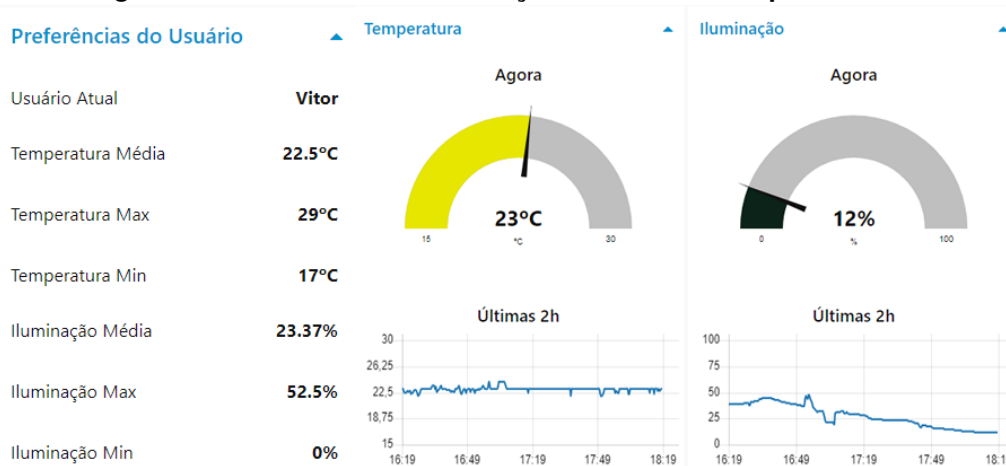 Preferências do Usuário
Usuário Atual Vitor
Temperatura Média 22.5ºC
Temperatura Max 29ºC
Temperatura Min 17ºC
Iluminação Média 23.37%
Iluminação Max 52.5%
Iluminação Min 0%
Temperatura
Agora
23ºC
15 ºC 30
Últimas 2h
30
26,25
22,5
18,75
15
16:19 16:49 17:19 17:49 18:19
Iluminação
Agora
12%
0 % 100
Últimas 2h
100
75
50
25
0
16:19 16:49 17:19 17:49